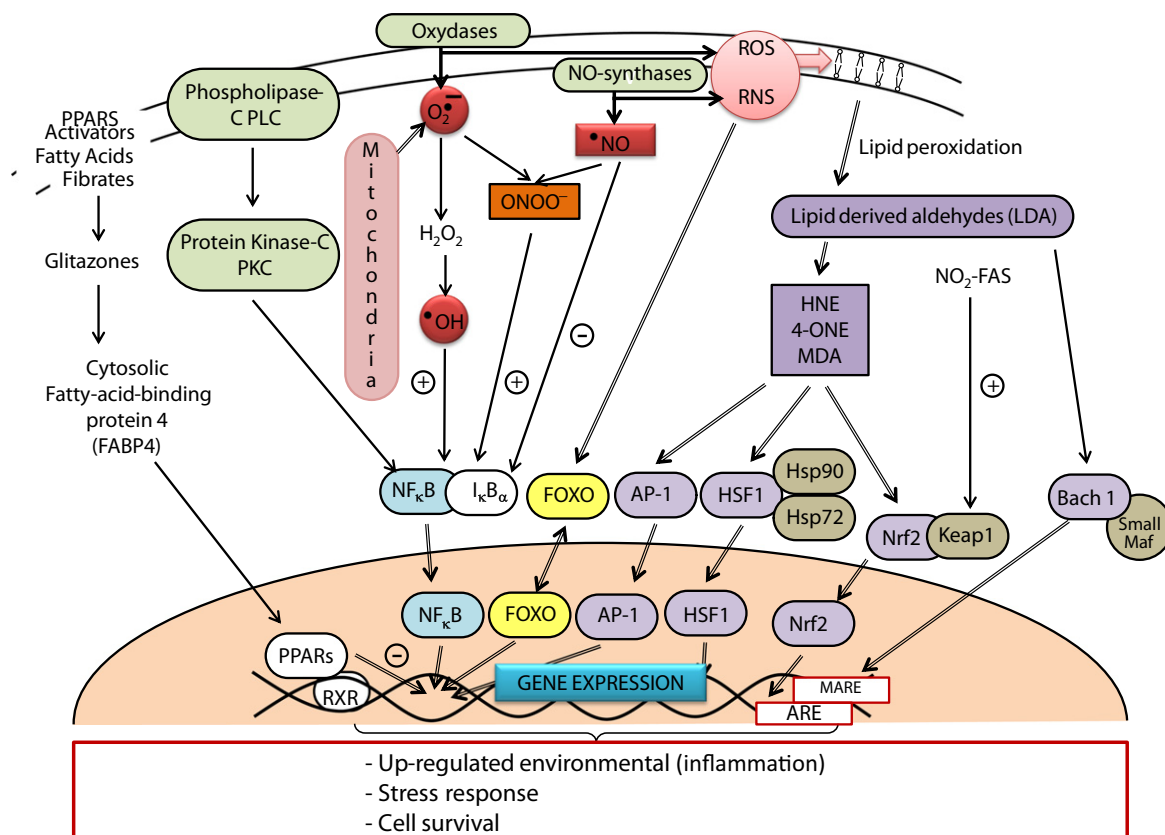 Oxydases
ROS
RNS
NO-synthases
Phospholipase-
C PLC
O₂•−
•NO
PPARS
Activators
Fatty Acids
Fibrates
Mitochondria
Lipid peroxidation
ONOO−
Lipid derived aldehydes (LDA)
Protein Kinase-C
PKC
H₂O₂
Glitazones
NO₂-FAS
HNE
4-ONE
MDA
•OH
−
+
+
+
Cytosolic
Fatty-acid-binding
protein 4
(FABP4)
NFκB
IκBα
FOXO
AP-1
HSF1
Hsp90
Hsp72
Nrf2
Keap1
Bach 1
Small
Maf
NFκB
FOXO
AP-1
HSF1
Nrf2
PPARs
−
RXR
GENE EXPRESSION
MARE
ARE
- Up-regulated environmental (inflammation)
- Stress response
- Cell survival